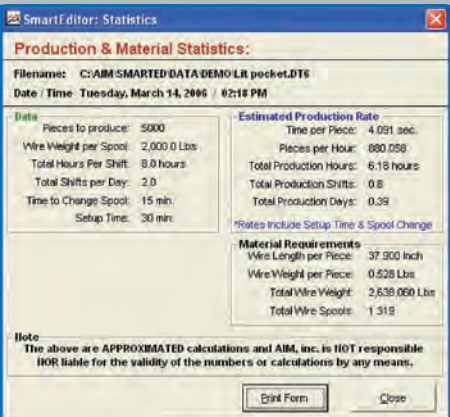 SmartEditor: Statistics
Production & Material Statistics:
Filename: C:\AIM\SMARTED\DATA\DEMO\Lit pocket.DT6
Date / Time Tuesday, March 14, 2006 / 02:18 PM
Data
Pieces to produce: 5000
Wire Weight per Spool: 2,000.0 Lbs
Total Hours Per Shift: 8.0 hours
Total Shifts per Day: 2.0
Time to Change Spool: 15 min.
Setup Time: 30 min.
Estimated Production Rate
Time per Piece: 4.091 sec.
Pieces per Hour: 880.058
Total Production Hours: 6.18 hours
Total Production Shifts: 0.8
Total Production Days: 0.39
*Rates Include Setup Time & Spool Change
Material Requirements
Wire Length per Piece: 37.900 Inch
Wire Weight per Piece: 0.528 Lbs
Total Wire Weight: 2,638.060 Lbs
Total Wire Spools: 1.319
Note
The above are APPROXIMATED calculations and AIM, inc. is NOT responsible
NOR liable for the validity of the numbers or calculations by any means.
Print Form
Close